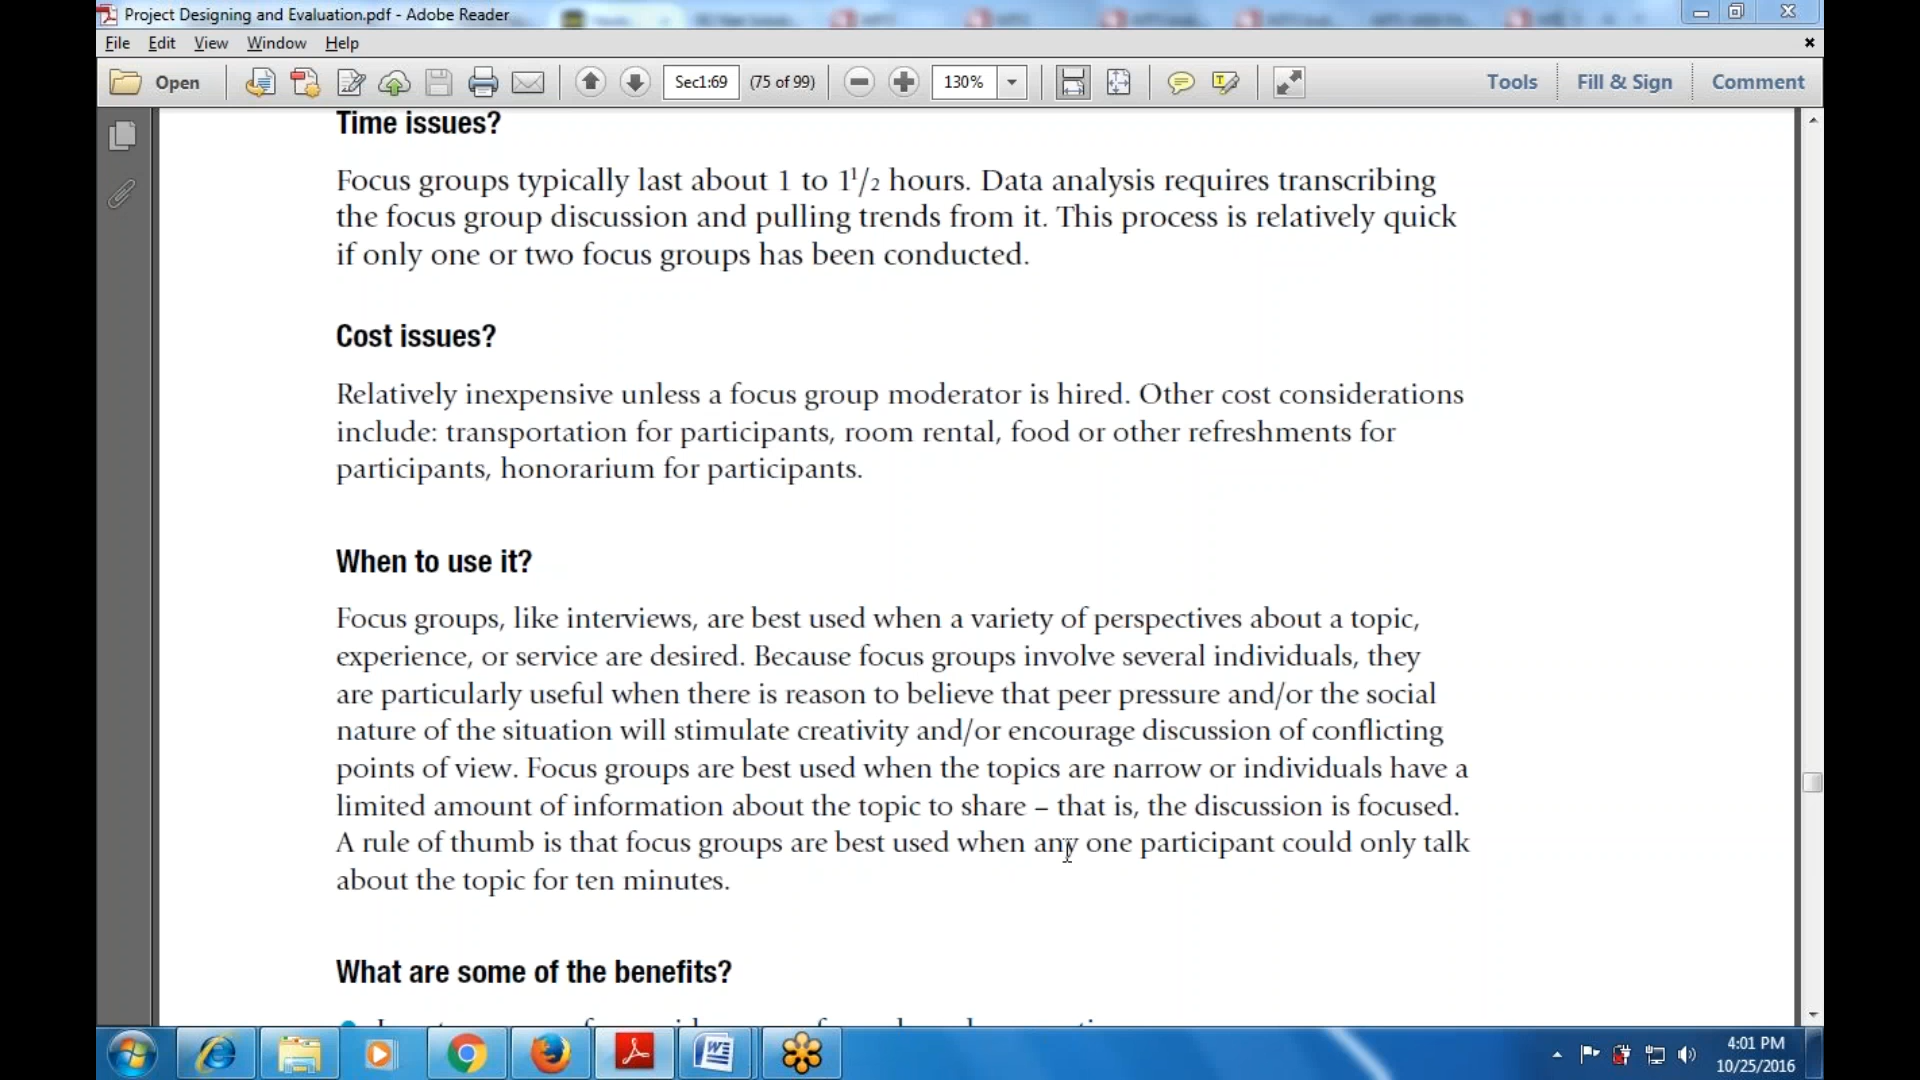 Project Designing and Evaluation.pdf - Adobe Reader
File Edit View Window Help
Open Sec1:69 (75 of 99) 130% Tools Fill & Sign Comment
Time issues?
Focus groups typically last about 1 to 1 1/2 hours. Data analysis requires transcribing
the focus group discussion and pulling trends from it. This process is relatively quick
if only one or two focus groups has been conducted.
Cost issues?
Relatively inexpensive unless a focus group moderator is hired. Other cost considerations
include: transportation for participants, room rental, food or other refreshments for
participants, honorarium for participants.
When to use it?
Focus groups, like interviews, are best used when a variety of perspectives about a topic,
experience, or service are desired. Because focus groups involve several individuals, they
are particularly useful when there is reason to believe that peer pressure and/or the social
nature of the situation will stimulate creativity and/or encourage discussion of conflicting
points of view. Focus groups are best used when the topics are narrow or individuals have a
limited amount of information about the topic to share – that is, the discussion is focused.
A rule of thumb is that focus groups are best used when any one participant could only talk
about the topic for ten minutes.
What are some of the benefits?
4:01 PM
10/25/2016